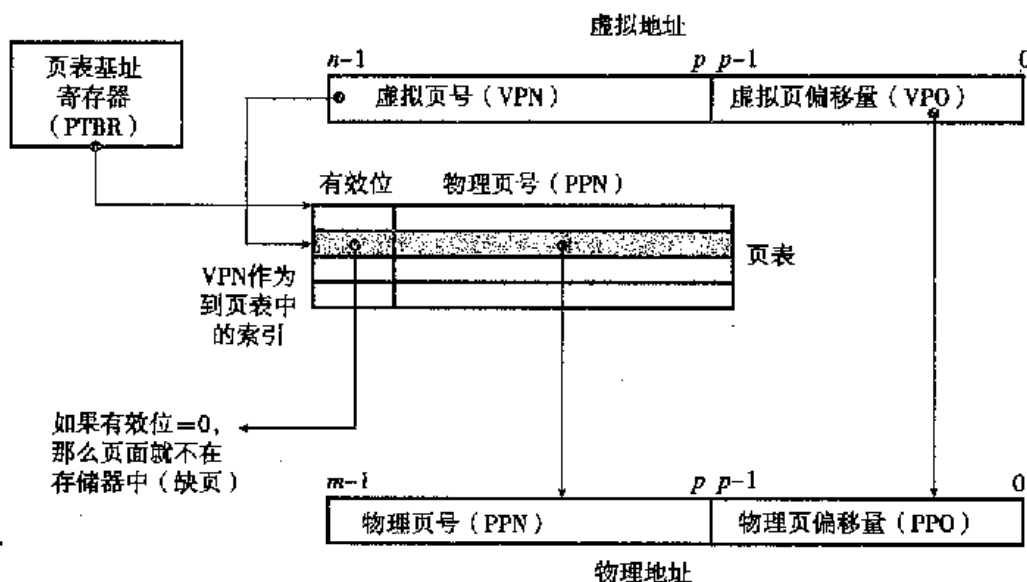 虚拟地址
页表基址
寄存器
(PTBR)
n-1
p p-1
0
虚拟页号(VPN)
虚拟页偏移量(VPO)
有效位
物理页号(PPN)
页表
VPN作为
到页表中
的索引
如果有效位=0,
那么页面就不在
存储器中(缺页)
m-1
p p-1
0
物理页号(PPN)
物理页偏移量(PPO)
物理地址